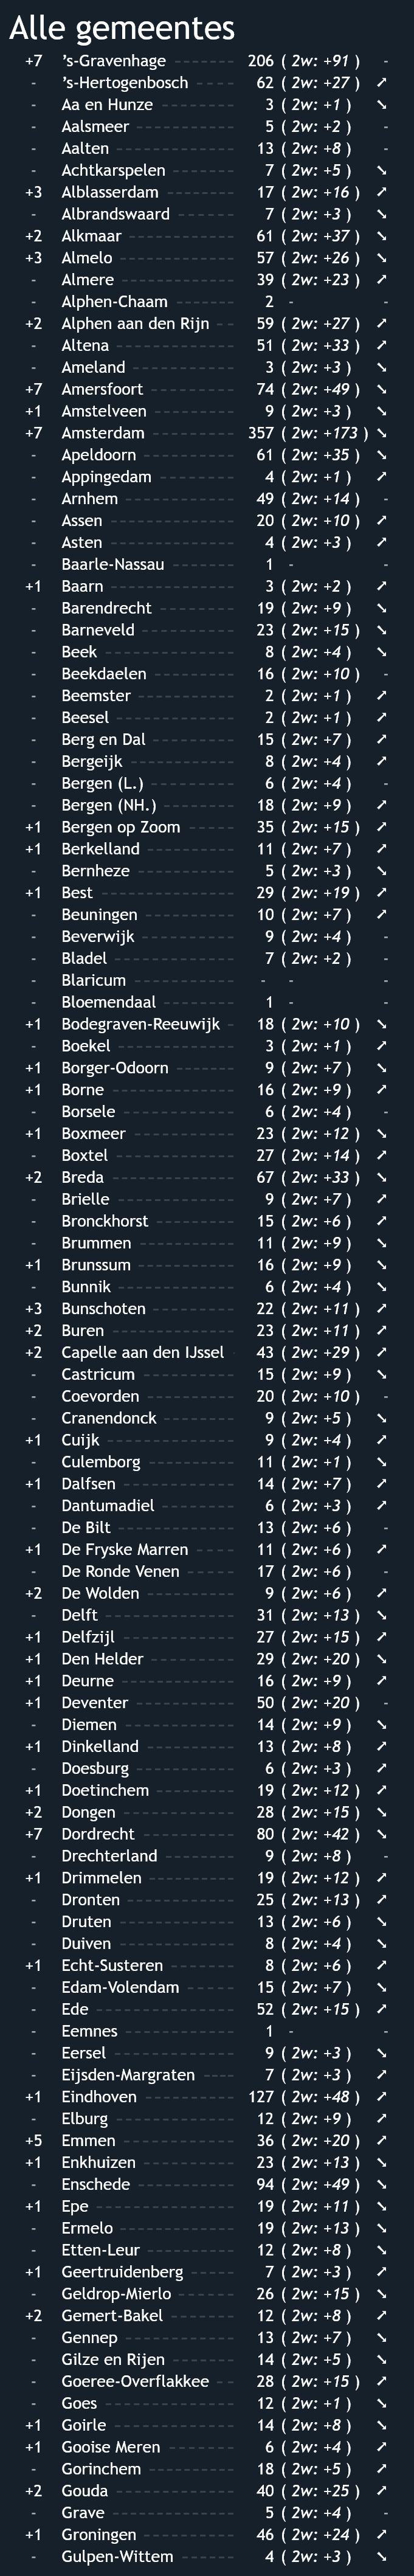 Alle gemeentes
+7 ’s-Gravenhage 206 ( 2w: +91 ) -
- ’s-Hertogenbosch 62 ( 2w: +27 ) ↗
- Aa en Hunze 3 ( 2w: +1 ) ↘
- Aalsmeer 5 ( 2w: +2 ) -
- Aalten 13 ( 2w: +8 ) -
- Achtkarspelen 7 ( 2w: +5 ) ↘
+3 Alblasserdam 17 ( 2w: +16 ) ↗
- Albrandswaard 7 ( 2w: +3 ) ↘
+2 Alkmaar 61 ( 2w: +37 ) ↘
+3 Almelo 57 ( 2w: +26 ) ↘
- Almere 39 ( 2w: +23 ) ↗
- Alphen-Chaam 2 - -
+2 Alphen aan den Rijn 59 ( 2w: +27 ) ↗
- Altena 51 ( 2w: +33 ) ↗
- Ameland 3 ( 2w: +3 ) ↘
+7 Amersfoort 74 ( 2w: +49 ) ↘
+1 Amstelveen 9 ( 2w: +3 ) ↘
+7 Amsterdam 357 ( 2w: +173 ) ↘
- Apeldoorn 61 ( 2w: +35 ) ↘
- Appingedam 4 ( 2w: +1 ) ↗
- Arnhem 49 ( 2w: +14 ) -
- Assen 20 ( 2w: +10 ) ↗
- Asten 4 ( 2w: +3 ) ↗
- Baarle-Nassau 1 - -
+1 Baarn 3 ( 2w: +2 ) ↗
- Barendrecht 19 ( 2w: +9 ) ↘
- Barneveld 23 ( 2w: +15 ) ↘
- Beek 8 ( 2w: +4 ) ↘
- Beekdaelen 16 ( 2w: +10 ) -
- Beemster 2 ( 2w: +1 ) ↗
- Beesel 2 ( 2w: +1 ) ↗
- Berg en Dal 15 ( 2w: +7 ) ↗
- Bergeijk 8 ( 2w: +4 ) ↗
- Bergen (L.) 6 ( 2w: +4 ) -
- Bergen (NH.) 18 ( 2w: +9 ) ↗
+1 Bergen op Zoom 35 ( 2w: +15 ) ↗
+1 Berkelland 11 ( 2w: +7 ) ↗
- Bernheze 5 ( 2w: +3 ) ↘
+1 Best 29 ( 2w: +19 ) ↗
- Beuningen 10 ( 2w: +7 ) ↗
- Beverwijk 9 ( 2w: +4 ) -
- Bladel 7 ( 2w: +2 ) -
- Blaricum - - -
- Bloemendaal 1 - -
+1 Bodegraven-Reeuwijk 18 ( 2w: +10 ) ↘
- Boekel 3 ( 2w: +1 ) ↗
+1 Borger-Odoorn 9 ( 2w: +7 ) ↘
+1 Borne 16 ( 2w: +9 ) ↗
- Borsele 6 ( 2w: +4 ) -
+1 Boxmeer 23 ( 2w: +12 ) ↘
- Boxtel 27 ( 2w: +14 ) ↗
+2 Breda 67 ( 2w: +33 ) ↘
- Brielle 9 ( 2w: +7 ) ↗
- Bronckhorst 15 ( 2w: +6 ) ↗
- Brummen 11 ( 2w: +9 ) ↘
+1 Brunssum 16 ( 2w: +9 ) ↘
- Bunnik 6 ( 2w: +4 ) ↘
+3 Bunschoten 22 ( 2w: +11 ) ↗
+2 Buren 23 ( 2w: +11 ) ↗
+2 Capelle aan den IJssel 43 ( 2w: +29 ) ↗
- Castricum 15 ( 2w: +9 ) ↘
- Coevorden 20 ( 2w: +10 ) -
- Cranendonck 9 ( 2w: +5 ) ↘
+1 Cuijk 9 ( 2w: +4 ) ↗
- Culemborg 11 ( 2w: +1 ) ↘
+1 Dalfsen 14 ( 2w: +7 ) ↗
- Dantumadiel 6 ( 2w: +3 ) ↗
- De Bilt 13 ( 2w: +6 ) -
+1 De Fryske Marren 11 ( 2w: +6 ) ↗
- De Ronde Venen 17 ( 2w: +6 ) -
+2 De Wolden 9 ( 2w: +6 ) ↗
- Delft 31 ( 2w: +13 ) ↘
+1 Delfzijl 27 ( 2w: +15 ) ↗
+1 Den Helder 29 ( 2w: +20 ) ↘
+1 Deurne 16 ( 2w: +9 ) ↗
+1 Deventer 50 ( 2w: +20 ) -
- Diemen 14 ( 2w: +9 ) ↘
+1 Dinkelland 13 ( 2w: +8 ) ↗
- Doesburg 6 ( 2w: +3 ) ↗
+1 Doetinchem 19 ( 2w: +12 ) ↗
+2 Dongen 28 ( 2w: +15 ) ↘
+7 Dordrecht 80 ( 2w: +42 ) ↘
- Drechterland 9 ( 2w: +8 ) -
+1 Drimmelen 19 ( 2w: +12 ) ↗
- Dronten 25 ( 2w: +13 ) ↗
- Druten 13 ( 2w: +6 ) ↘
- Duiven 8 ( 2w: +4 ) ↘
+1 Echt-Susteren 8 ( 2w: +6 ) ↗
- Edam-Volendam 15 ( 2w: +7 ) ↘
- Ede 52 ( 2w: +15 ) ↗
- Eemnes 1 - -
- Eersel 9 ( 2w: +3 ) ↘
- Eijsden-Margraten 7 ( 2w: +3 ) ↗
+1 Eindhoven 127 ( 2w: +48 ) ↗
- Elburg 12 ( 2w: +9 ) ↗
+5 Emmen 36 ( 2w: +20 ) ↗
+1 Enkhuizen 23 ( 2w: +13 ) ↘
- Enschede 94 ( 2w: +49 ) ↘
+1 Epe 19 ( 2w: +11 ) ↘
- Ermelo 19 ( 2w: +13 ) ↗
- Etten-Leur 12 ( 2w: +8 ) ↘
+1 Geertruidenberg 7 ( 2w: +3 ) ↗
- Geldrop-Mierlo 26 ( 2w: +15 ) ↘
+2 Gemert-Bakel 12 ( 2w: +8 ) ↗
- Gennep 13 ( 2w: +7 ) ↘
- Gilze en Rijen 14 ( 2w: +5 ) ↘
- Goeree-Overflakkee 28 ( 2w: +15 ) ↗
- Goes 12 ( 2w: +1 ) ↘
+1 Goirle 14 ( 2w: +8 ) ↗
+1 Gooise Meren 6 ( 2w: +4 ) ↗
- Gorinchem 18 ( 2w: +5 ) ↗
+2 Gouda 40 ( 2w: +25 ) ↗
- Grave 5 ( 2w: +4 ) -
+1 Groningen 46 ( 2w: +24 ) ↗
- Gulpen-Wittem 4 ( 2w: +3 ) ↘